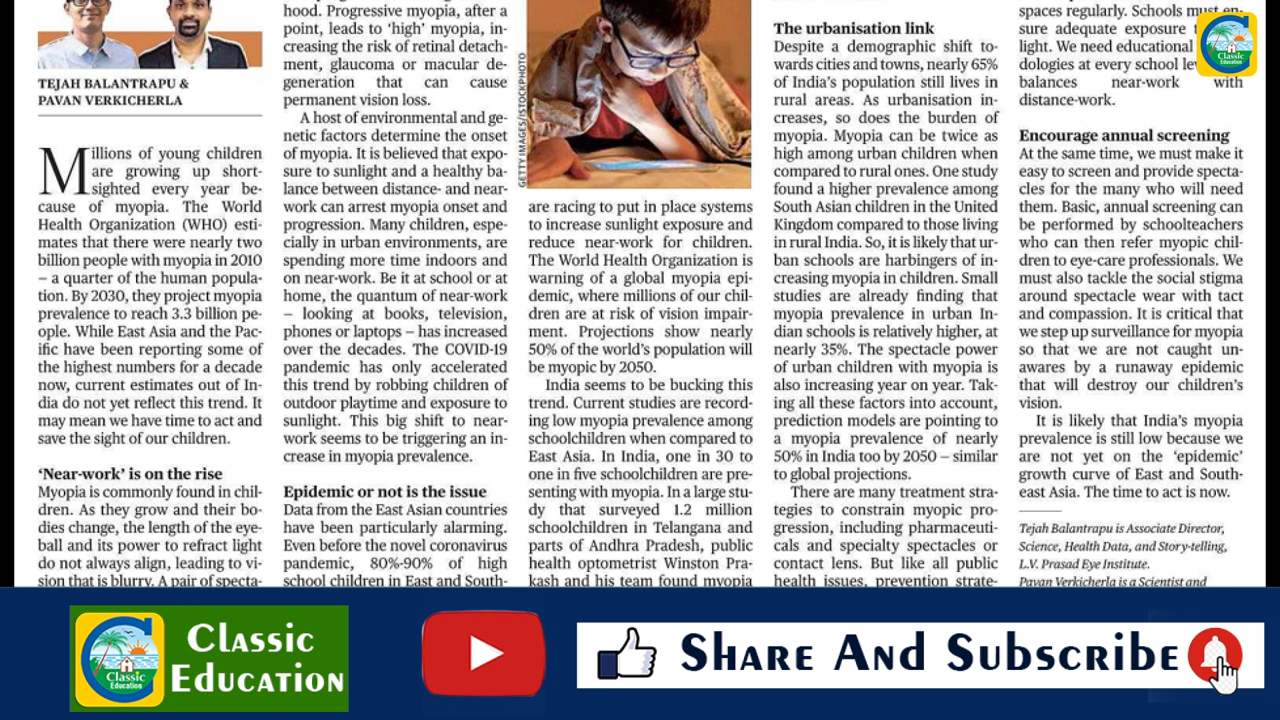 TEJAH BALANTRAPU &
PAVAN VERKICHERLA
Millions of young children
are growing up short-
sighted every year be-
cause of myopia. The World
Health Organization (WHO) esti-
mates that there were nearly two
billion people with myopia in 2010
– a quarter of the human popula-
tion. By 2030, they project myopia
prevalence to reach 3.3 billion pe-
ople. While East Asia and the Pac-
ific have been reporting some of
the highest numbers for a decade
now, current estimates out of In-
dia do not yet reflect this trend. It
may mean we have time to act and
save the sight of our children.
‘Near-work’ is on the rise
Myopia is commonly found in chil-
dren. As they grow and their bo-
dies change, the length of the eye-
ball and its power to refract light
do not always align, leading to vi-
sion that is blurry. A pair of specta-
hood. Progressive myopia, after a
point, leads to ‘high’ myopia, in-
creasing the risk of retinal detach-
ment, glaucoma or macular de-
generation that can cause
permanent vision loss.
A host of environmental and ge-
netic factors determine the onset
of myopia. It is believed that expo-
sure to sunlight and a healthy ba-
lance between distance- and near-
work can arrest myopia onset and
progression. Many children, espe-
cially in urban environments, are
spending more time indoors and
on near-work. Be it at school or at
home, the quantum of near-work
– looking at books, television,
phones or laptops – has increased
over the decades. The COVID-19
pandemic has only accelerated
this trend by robbing children of
outdoor playtime and exposure to
sunlight. This big shift to near-
work seems to be triggering an in-
crease in myopia prevalence.
Epidemic or not is the issue
Data from the East Asian countries
have been particularly alarming.
Even before the novel coronavirus
pandemic, 80%-90% of high
school children in East and South-
GETTY IMAGES/ISTOCKPHOTO
are racing to put in place systems
to increase sunlight exposure and
reduce near-work for children.
The World Health Organization is
warning of a global myopia epi-
demic, where millions of our chil-
dren are at risk of vision impair-
ment. Projections show nearly
50% of the world’s population will
be myopic by 2050.
India seems to be bucking this
trend. Current studies are record-
ing low myopia prevalence among
schoolchildren when compared to
East Asia. In India, one in 30 to
one in five schoolchildren are pre-
senting with myopia. In a large stu-
dy that surveyed 1.2 million
schoolchildren in Telangana and
parts of Andhra Pradesh, public
health optometrist Winston Pra-
kash and his team found myopia
The urbanisation link
Despite a demographic shift to-
wards cities and towns, nearly 65%
of India’s population still lives in
rural areas. As urbanisation in-
creases, so does the burden of
myopia. Myopia can be twice as
high among urban children when
compared to rural ones. One study
found a higher prevalence among
South Asian children in the United
Kingdom compared to those living
in rural India. So, it is likely that ur-
ban schools are harbingers of in-
creasing myopia in children. Small
studies are already finding that
myopia prevalence in urban In-
dian schools is relatively higher, at
nearly 35%. The spectacle power
of urban children with myopia is
also increasing year on year. Tak-
ing all these factors into account,
prediction models are pointing to
a myopia prevalence of nearly
50% in India too by 2050 – similar
to global projections.
There are many treatment stra-
tegies to constrain myopic pro-
gression, including pharmaceuti-
cals and specialty spectacles or
contact lens. But like all public
health issues, prevention strate-
spaces regularly. Schools must en-
sure adequate exposure
light. We need educational
dologies at every school
balances near-work with
distance-work.
Encourage annual screening
At the same time, we must make it
easy to screen and provide specta-
cles for the many who will need
them. Basic, annual screening can
be performed by schoolteachers
who can then refer myopic chil-
dren to eye-care professionals. We
must also tackle the social stigma
around spectacle wear with tact
and compassion. It is critical that
we step up surveillance for myopia
so that we are not caught un-
awares by a runaway epidemic
that will destroy our children’s
vision.
It is likely that India’s myopia
prevalence is still low because we
are not yet on the ‘epidemic’
growth curve of East and South-
east Asia. The time to act is now.
Tejah Balantrapu is Associate Director,
Science, Health Data, and Story-telling,
L.V. Prasad Eye Institute.
Pavan Verkicherla is a Scientist and
Classic
Education
Classic
Education
Classic
Education
Share And Subscribe